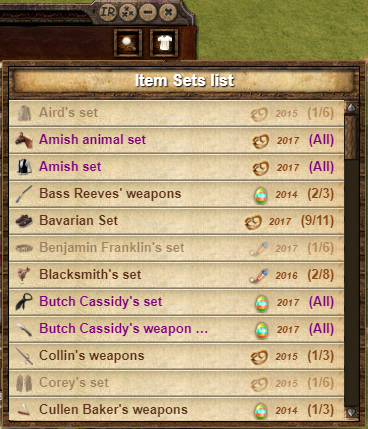 IR
Item Sets list
Aird's set 2015 (1/6)
Amish animal set 2017 (All)
Amish set 2017 (All)
Bass Reeves' weapons 2014 (2/3)
Bavarian Set 2017 (9/11)
Benjamin Franklin's set 2017 (1/6)
Blacksmith's set 2016 (2/8)
Butch Cassidy's set 2017 (All)
Butch Cassidy's weapon ... 2017 (All)
Collin's weapons 2015 (1/3)
Corey's set 2015 (1/6)
Cullen Baker's weapons 2014 (1/3)